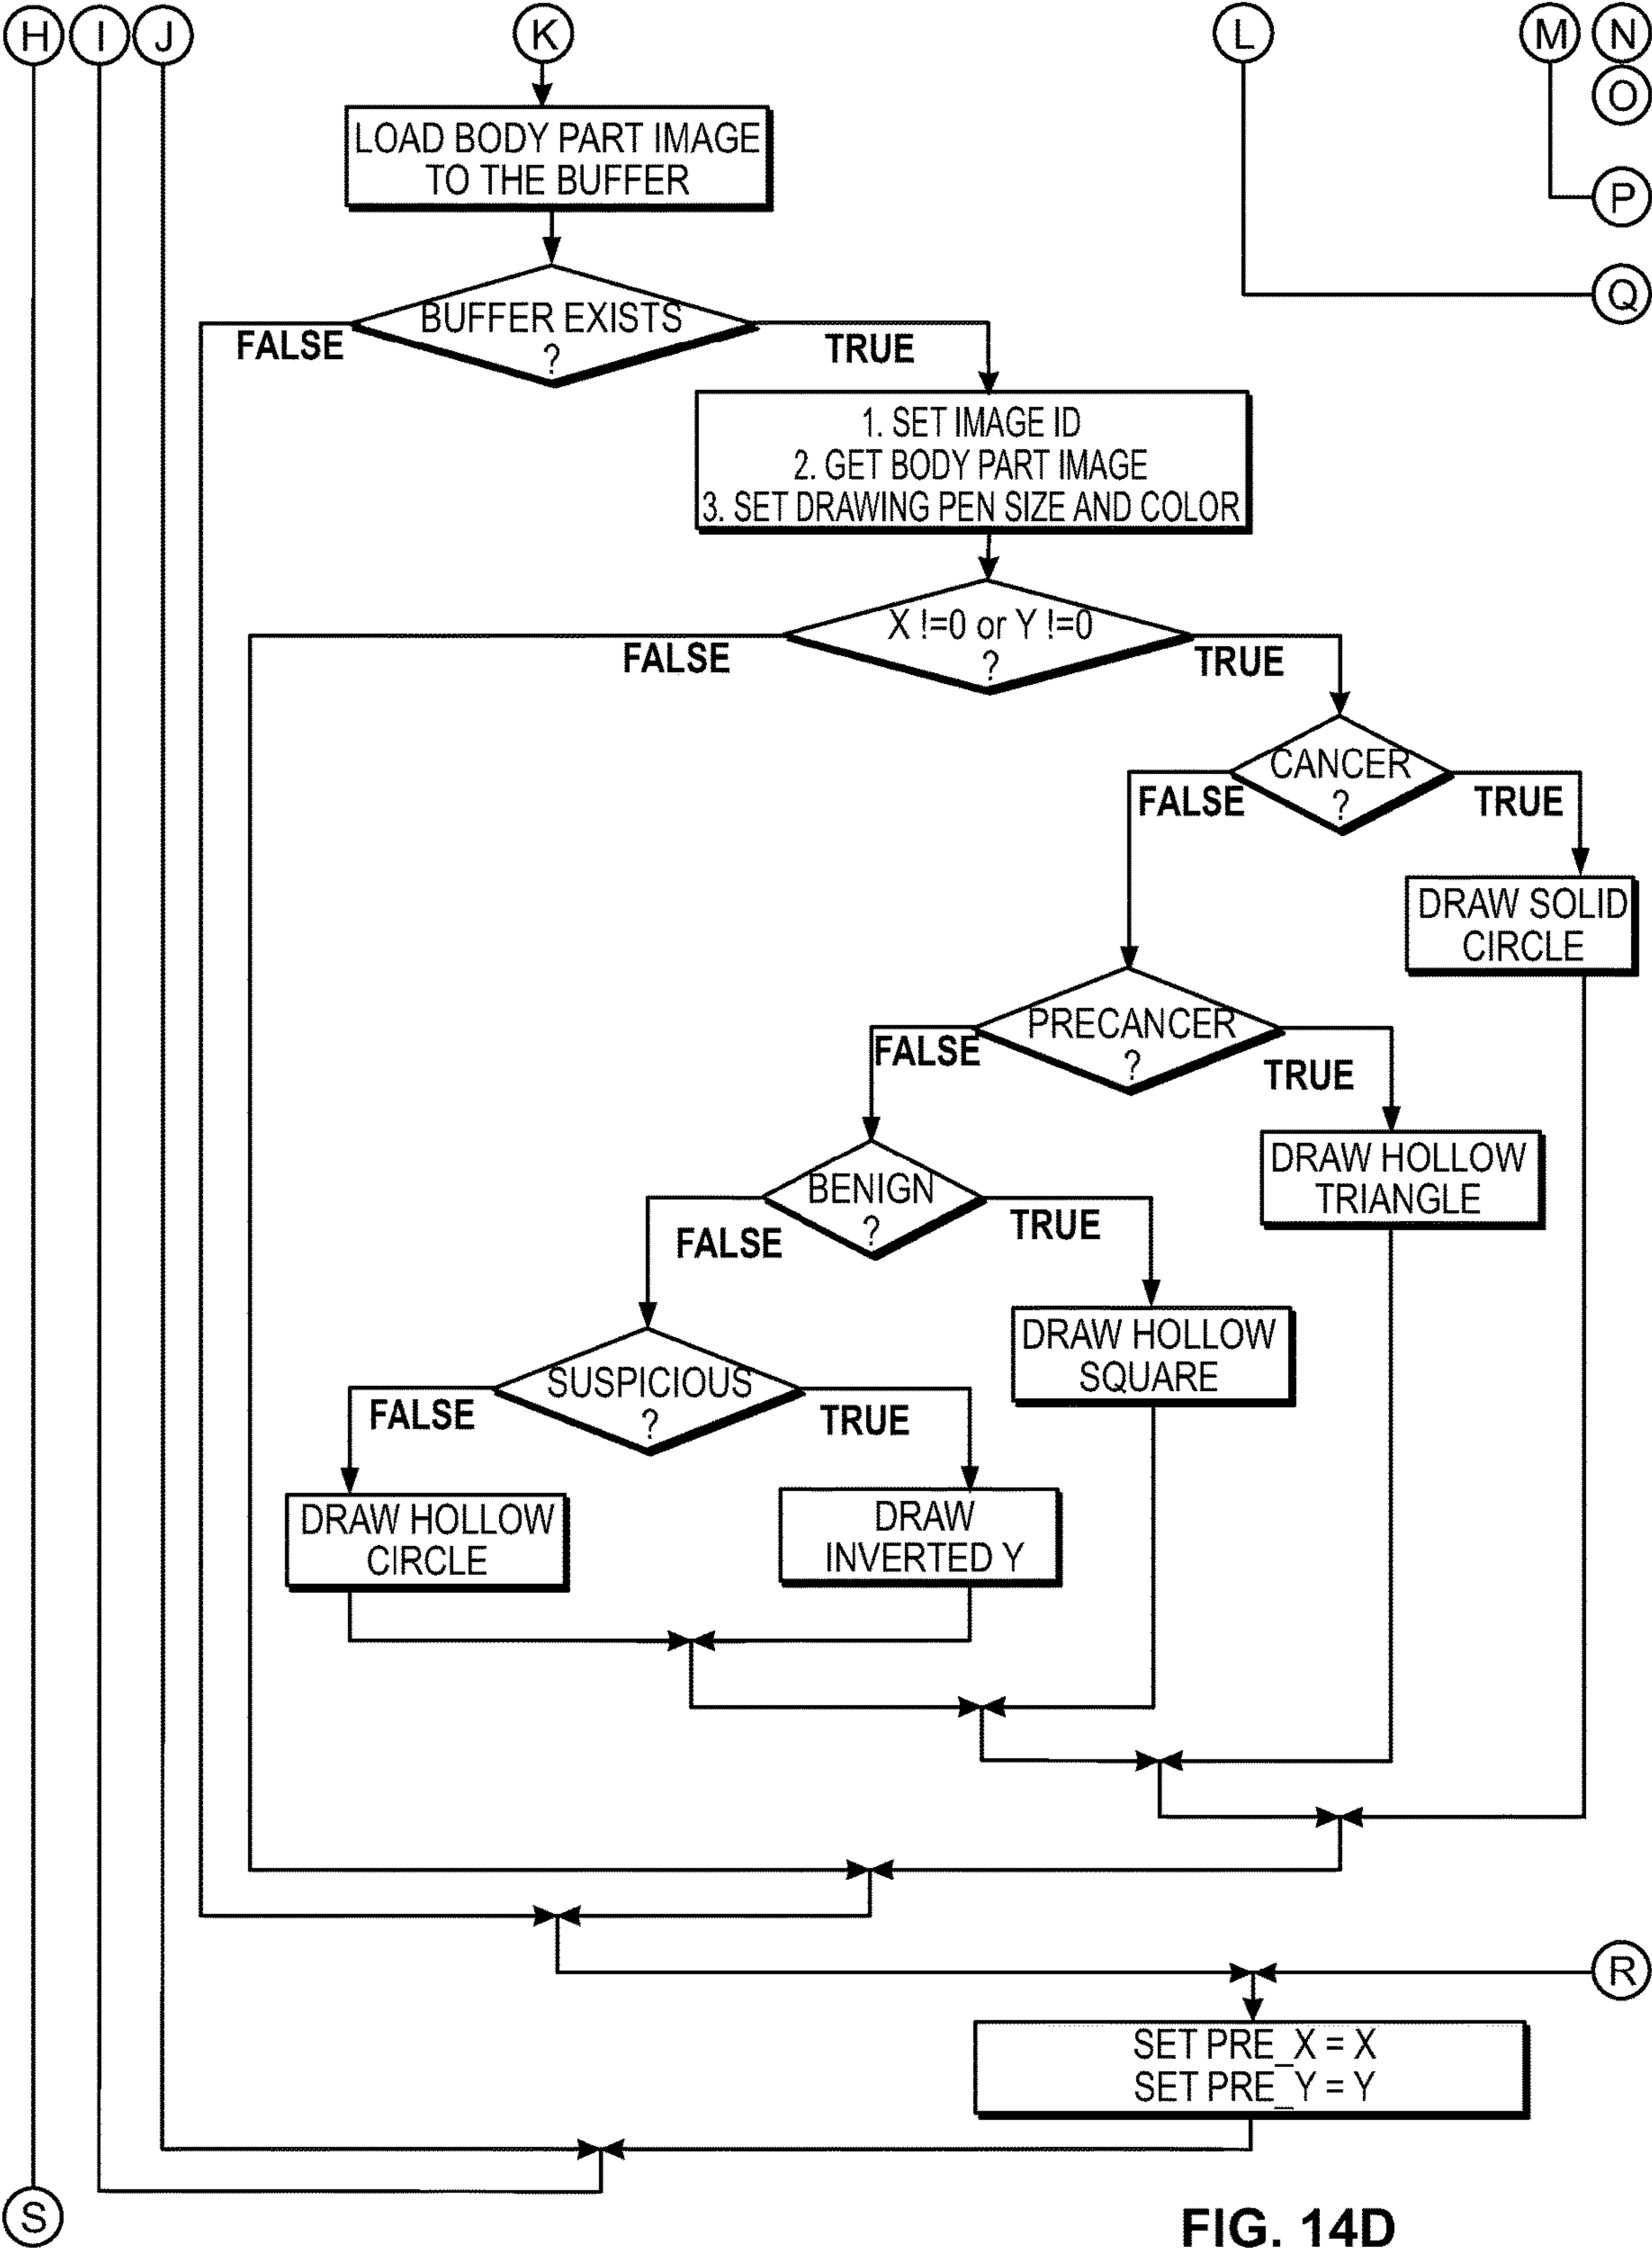 H I J K L M N
O
LOAD BODY PART IMAGE
TO THE BUFFER
P
Q
BUFFER EXISTS
?
FALSE
TRUE
1. SET IMAGE ID
2. GET BODY PART IMAGE
3. SET DRAWING PEN SIZE AND COLOR
X !=0 or Y !=0
?
FALSE
TRUE
CANCER
?
FALSE
TRUE
DRAW SOLID
CIRCLE
PRECANCER
?
FALSE
TRUE
DRAW HOLLOW
TRIANGLE
BENIGN
?
FALSE
TRUE
DRAW HOLLOW
SQUARE
SUSPICIOUS
?
FALSE
TRUE
DRAW HOLLOW
CIRCLE
DRAW
INVERTED Y
R
SET PRE_X = X
SET PRE_Y = Y
S
FIG. 14D